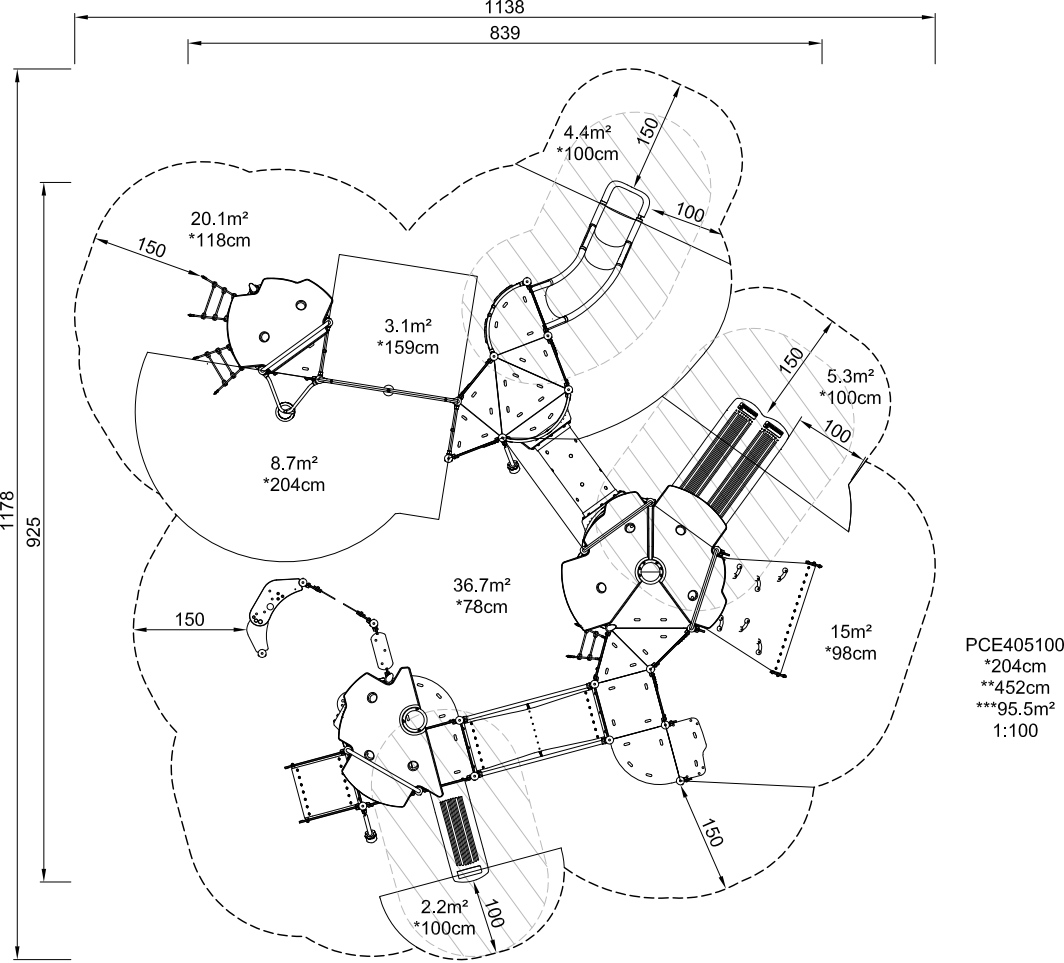 1138
839
4.4m²
*100cm
150
100
20.1m²
*118cm
150
3.1m²
*159cm
150
5.3m²
*100cm
100
8.7m²
*204cm
1178
925
36.7m²
*78cm
150
15m²
*98cm
PCE405100
*204cm
**452cm
***95.5m²
1:100
150
2.2m²
*100cm
100